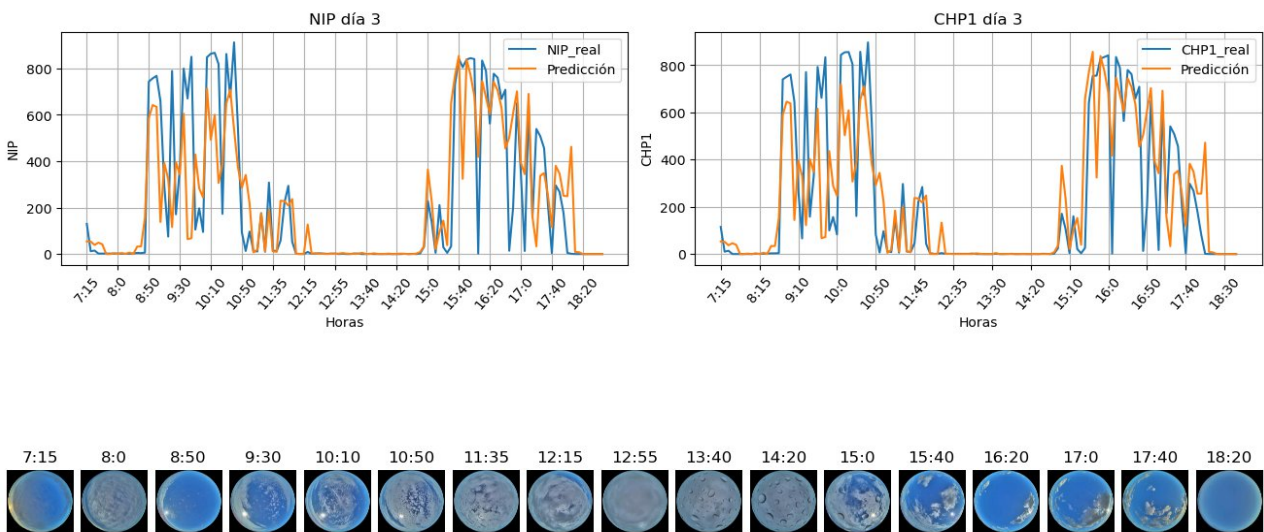 NIP día 3
NIP
800
600
400
200
0
NIP_real
Predicción
7:15 8:0 8:50 9:30 10:10 10:50 11:35 12:15 12:55 13:40 14:20 15:0 15:40 16:20 17:0 17:40 18:20
Horas
CHP1 día 3
CHP1
800
600
400
200
0
CHP1_real
Predicción
7:15 8:15 9:10 10:0 10:50 11:45 12:35 13:30 14:20 15:10 16:0 16:50 17:40 18:30
Horas
7:15 8:0 8:50 9:30 10:10 10:50 11:35 12:15 12:55 13:40 14:20 15:0 15:40 16:20 17:0 17:40 18:20